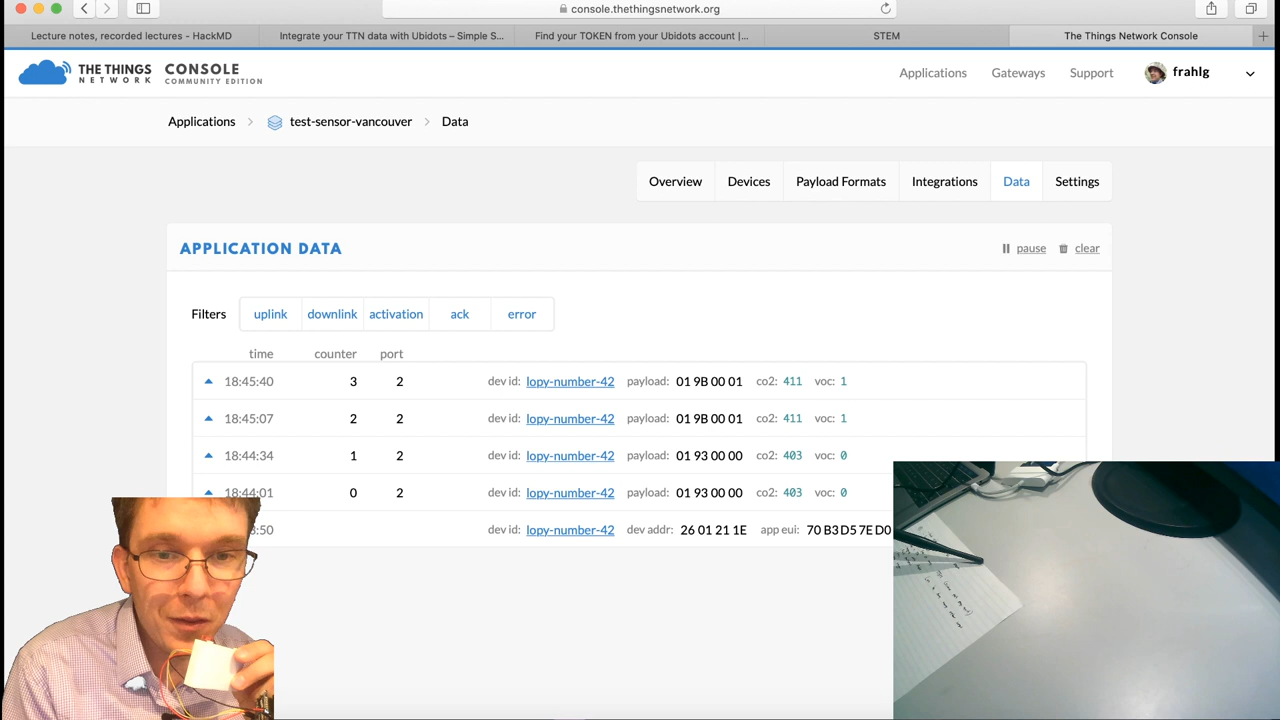 console.thethingsnetwork.org
Lecture notes, recorded lectures - HackMD
Integrate your TTN data with Ubidots – Simple S...
Find your TOKEN from your Ubidots account |...
STEM
The Things Network Console
THE THINGS NETWORK
CONSOLE
COMMUNITY EDITION
Applications Gateways Support frahlg
Applications test-sensor-vancouver Data
Overview Devices Payload Formats Integrations Data Settings
APPLICATION DATA pause clear
Filters uplink downlink activation ack error
time counter port
18:45:40 3 2 dev id: lopy-number-42 payload: 01 9B 00 01 co2: 411 voc: 1
18:45:07 2 2 dev id: lopy-number-42 payload: 01 9B 00 01 co2: 411 voc: 1
18:44:34 1 2 dev id: lopy-number-42 payload: 01 93 00 00 co2: 403 voc: 0
18:44:01 0 2 dev id: lopy-number-42 payload: 01 93 00 00 co2: 403 voc: 0
:50 dev id: lopy-number-42 dev addr: 26 01 21 1E app eui: 70 B3 D5 7E D0